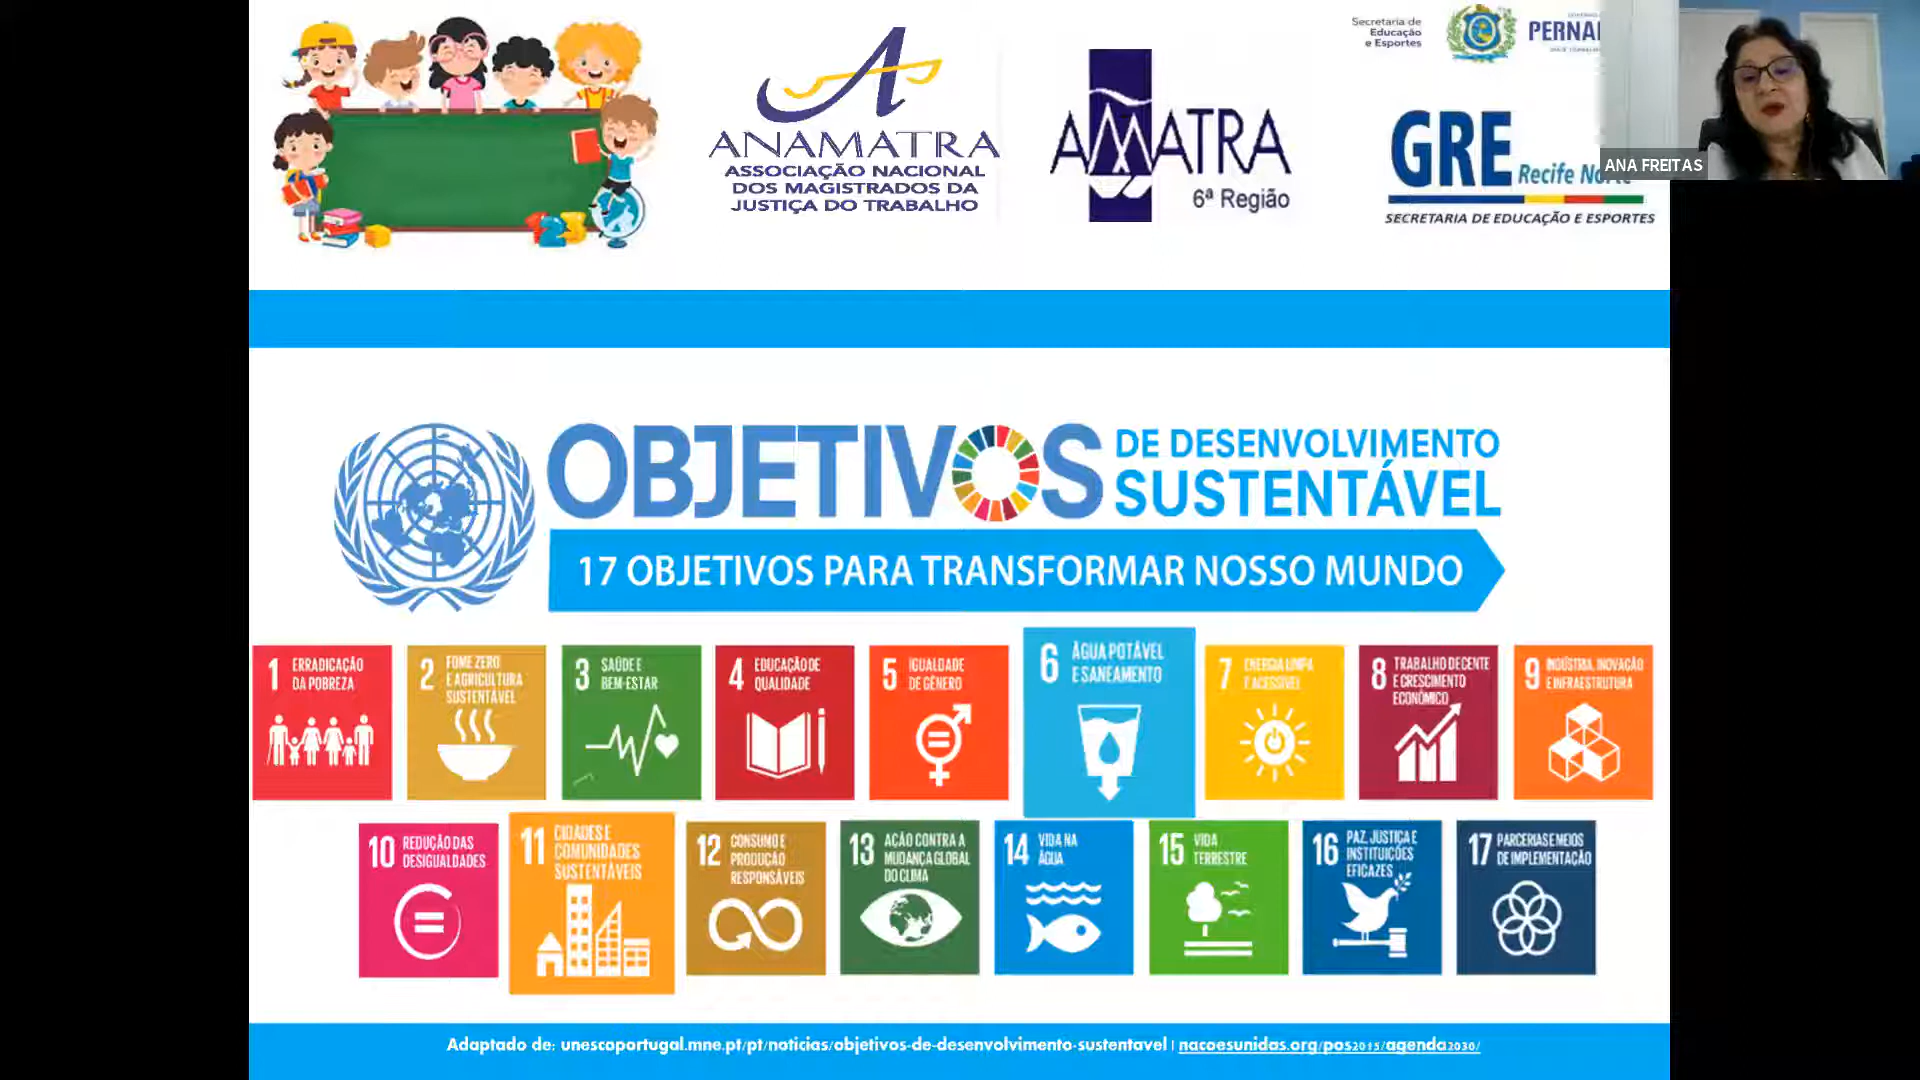 Secretaria de
Educação
e Esportes
PERNA
ANAMATRA
ASSOCIAÇÃO NACIONAL
DOS MAGISTRADOS DA
JUSTIÇA DO TRABALHO
AMATRA
6ª Região
GRE Recife Norte
SECRETARIA DE EDUCAÇÃO E ESPORTES
ANA FREITAS
123
OBJETIVOS DE DESENVOLVIMENTO
SUSTENTÁVEL
17 OBJETIVOS PARA TRANSFORMAR NOSSO MUNDO
1 ERRADICAÇÃO
DA POBREZA
2 FOME ZERO
E AGRICULTURA
SUSTENTÁVEL
3 SAÚDE E
BEM-ESTAR
4 EDUCAÇÃO DE
QUALIDADE
5 IGUALDADE
DE GÊNERO
6 ÁGUA POTÁVEL
E SANEAMENTO
7 ENERGIA LIMPA
E ACESSÍVEL
8 TRABALHO DECENTE
E CRESCIMENTO
ECONÔMICO
9 INDÚSTRIA, INOVAÇÃO
E INFRAESTRUTURA
10 REDUÇÃO DAS
DESIGUALDADES
11 CIDADES E
COMUNIDADES
SUSTENTÁVEIS
12 CONSUMO E
PRODUÇÃO
RESPONSÁVEIS
13 AÇÃO CONTRA A
MUDANÇA GLOBAL
DO CLIMA
14 VIDA NA
ÁGUA
15 VIDA
TERRESTRE
16 PAZ, JUSTIÇA E
INSTITUIÇÕES
EFICAZES
17 PARCERIAS E MEIOS
DE IMPLEMENTAÇÃO
Adaptado de: unescoportugal.mne.pt/pt/noticias/objetivos-de-desenvolvimento-sustentavel | nacoesunidas.org/pos2015/agenda2030/